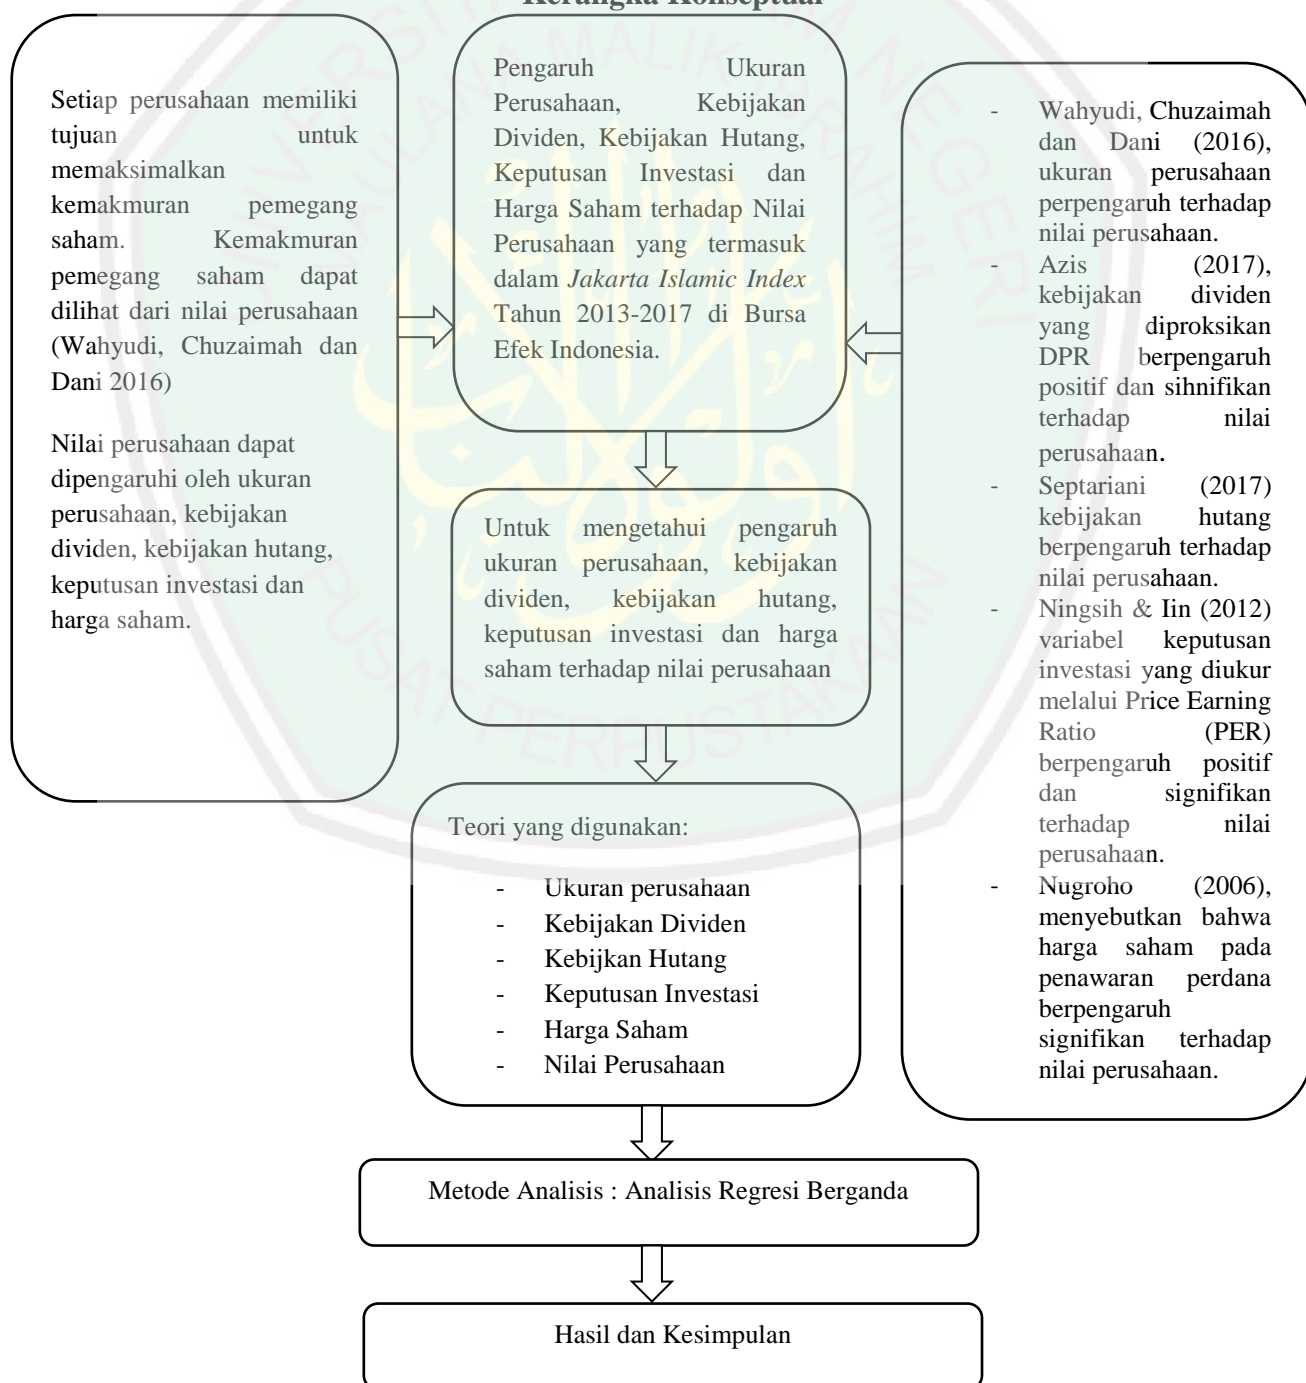 Kerangka Konseptual
Setiap perusahaan memiliki
tujuan untuk
memaksimalkan
kemakmuran pemegang
saham. Kemakmuran
pemegang saham dapat
dilihat dari nilai perusahaan
(Wahyudi, Chuzaimah dan
Dani 2016)
Nilai perusahaan dapat
dipengaruhi oleh ukuran
perusahaan, kebijakan
dividen, kebijakan hutang,
keputusan investasi dan
harga saham.
Pengaruh Ukuran
Perusahaan, Kebijakan
Dividen, Kebijakan Hutang,
Keputusan Investasi dan
Harga Saham terhadap Nilai
Perusahaan yang termasuk
dalam Jakarta Islamic Index
Tahun 2013-2017 di Bursa
Efek Indonesia.
- Wahyudi, Chuzaimah
dan Dani (2016),
ukuran perusahaan
perpengaruh terhadap
nilai perusahaan.
- Azis (2017),
kebijakan dividen
yang diproksikan
DPR berpengaruh
positif dan sihnifikan
terhadap nilai
perusahaan.
- Septariani (2017)
kebijakan hutang
berpengaruh terhadap
nilai perusahaan.
- Ningsih & Iin (2012)
variabel keputusan
investasi yang diukur
melalui Price Earning
Ratio (PER)
berpengaruh positif
dan signifikan
terhadap nilai
perusahaan.
- Nugroho (2006),
menyebutkan bahwa
harga saham pada
penawaran perdana
berpengaruh
signifikan terhadap
nilai perusahaan.
Untuk mengetahui pengaruh
ukuran perusahaan, kebijakan
dividen, kebijakan hutang,
keputusan investasi dan harga
saham terhadap nilai perusahaan
Teori yang digunakan:
- Ukuran perusahaan
- Kebijakan Dividen
- Kebijkan Hutang
- Keputusan Investasi
- Harga Saham
- Nilai Perusahaan
Metode Analisis : Analisis Regresi Berganda
Hasil dan Kesimpulan
MAULANA MALIK IBRAHIM
PUSAT PERPUSTAKAAN